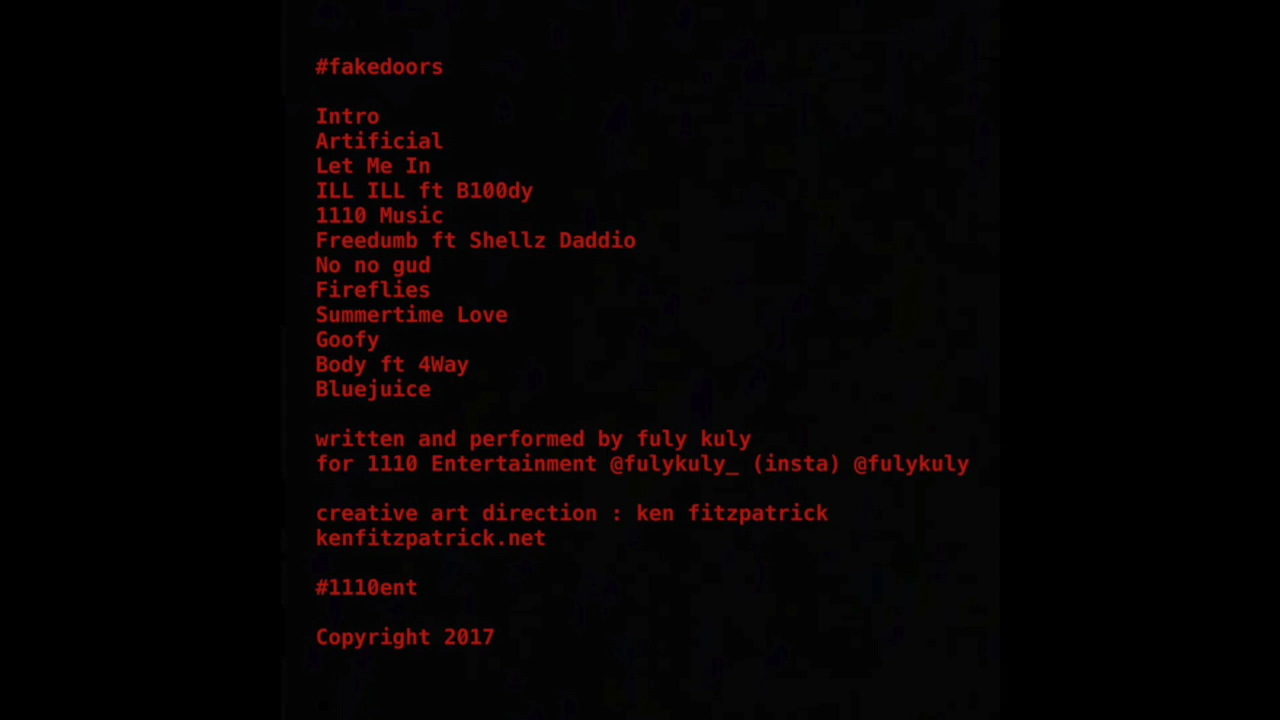 #fakedoors
Intro
Artificial
Let Me In
ILL ILL ft B100dy
1110 Music
Freedumb ft Shellz Daddio
No no gud
Fireflies
Summertime Love
Goofy
Body ft 4Way
Bluejuice
written and performed by fuly kuly
for 1110 Entertainment @fulykuly_ (insta) @fulykuly
creative art direction : ken fitzpatrick
kenfitzpatrick.net
#1110ent
Copyright 2017